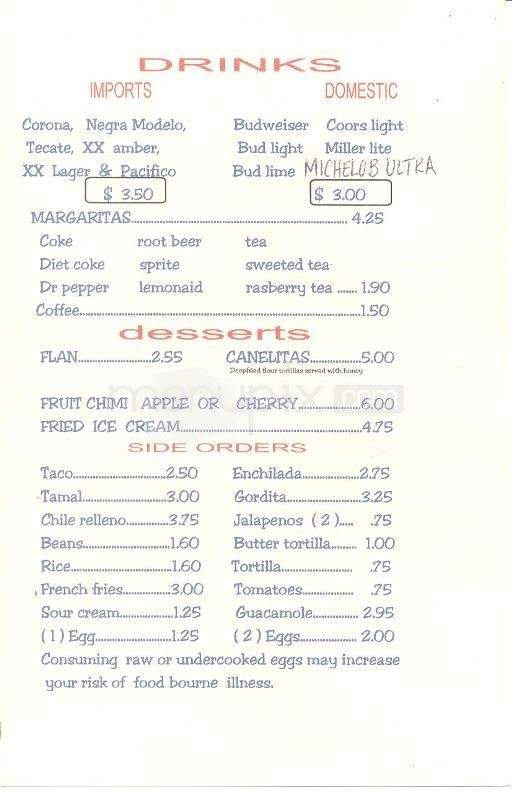 DRINKS
IMPORTS DOMESTIC
Corona, Negra Modelo, Budweiser Coors light
Tecate, XX amber, Bud light Miller lite
XX Lager & Pacifico Bud lime MICHELOB ULTRA
$ 3.50 $ 3.00
MARGARITAS........ 4.25
Coke root beer tea
Diet coke sprite sweeted tea
Dr pepper lemonaid rasberry tea ...... 1.90
Coffee........1.50
desserts
FLAN........2.55 CANELITAS........5.00
Deepfried flour tortillas served with honey
menupix.com
FRUIT CHIMI APPLE OR CHERRY........6.00
FRIED ICE CREAM........4.75
SIDE ORDERS
Taco........2.50 Enchilada........2.75
Tamal........3.00 Gordita........3.25
Chile relleno........3.75 Jalapenos (2)..... .75
Beans........1.60 Butter tortilla........ 1.00
Rice........1.60 Tortilla........ .75
French fries........3.00 Tomatoes........ .75
Sour cream........1.25 Guacamole........ 2.95
(1) Egg........1.25 (2) Eggs........ 2.00
Consuming raw or undercooked eggs may increase
your risk of food bourne illness.